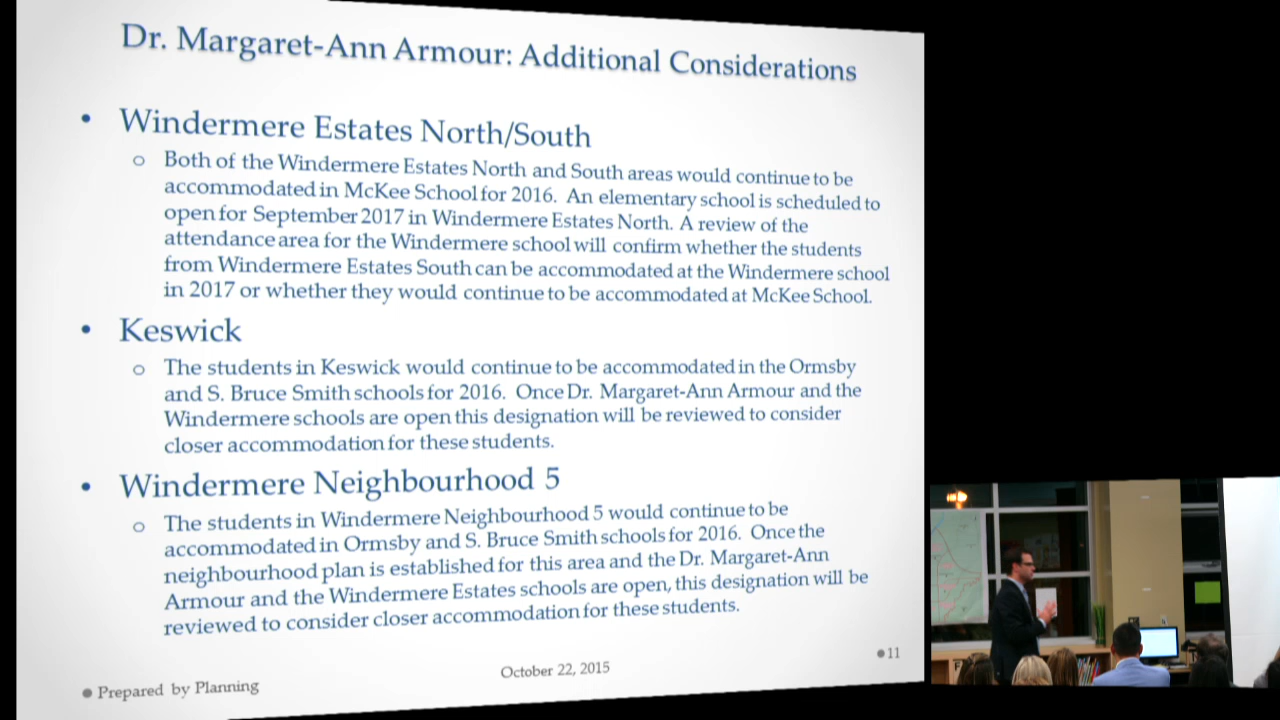 Dr. Margaret-Ann Armour: Additional Considerations
• Windermere Estates North/South
o Both of the Windermere Estates North and South areas would continue to be
accommodated in McKee School for 2016. An elementary school is scheduled to
open for September 2017 in Windermere Estates North. A review of the
attendance area for the Windermere school will confirm whether the students
from Windermere Estates South can be accommodated at the Windermere school
in 2017 or whether they would continue to be accommodated at McKee School.
• Keswick
o The students in Keswick would continue to be accommodated in the Ormsby
and S. Bruce Smith schools for 2016. Once Dr. Margaret-Ann Armour and the
Windermere schools are open this designation will be reviewed to consider
closer accommodation for these students.
• Windermere Neighbourhood 5
o The students in Windermere Neighbourhood 5 would continue to be
accommodated in Ormsby and S. Bruce Smith schools for 2016. Once the
neighbourhood plan is established for this area and the Dr. Margaret-Ann
Armour and the Windermere Estates schools are open, this designation will be
reviewed to consider closer accommodation for these students.
• Prepared by Planning
October 22, 2015
• 11